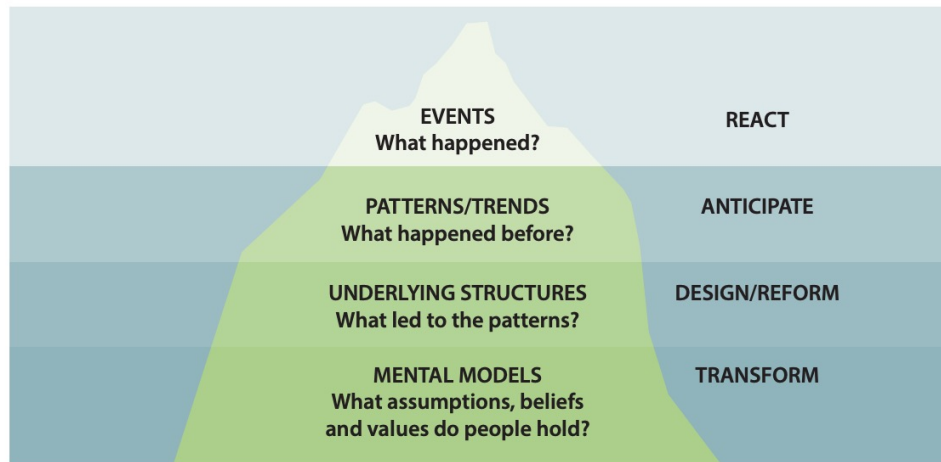 EVENTS
What happened?
REACT
PATTERNS/TRENDS
What happened before?
ANTICIPATE
UNDERLYING STRUCTURES
What led to the patterns?
DESIGN/REFORM
MENTAL MODELS
What assumptions, beliefs
and values do people hold?
TRANSFORM